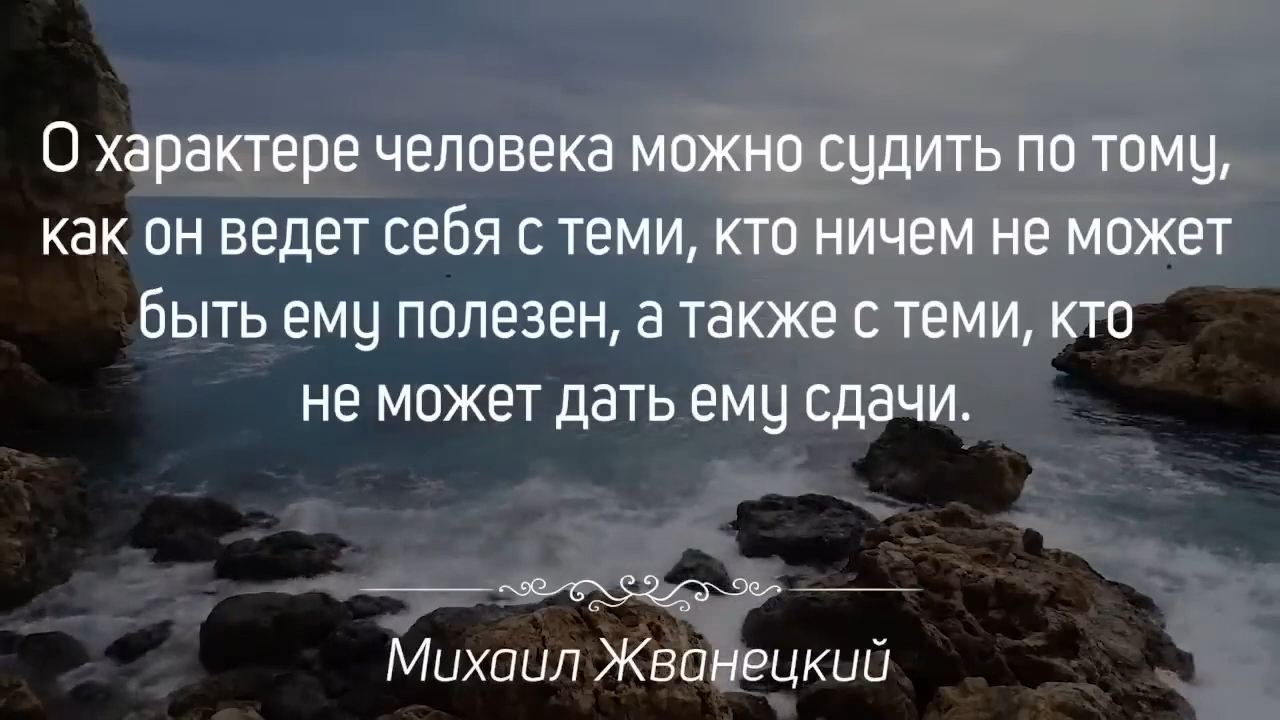 О характере человека можно судить по тому,
как он ведет себя с теми, кто ничем не может
быть ему полезен, а также с теми, кто
не может дать ему сдачи.
Михаил Жванецкий